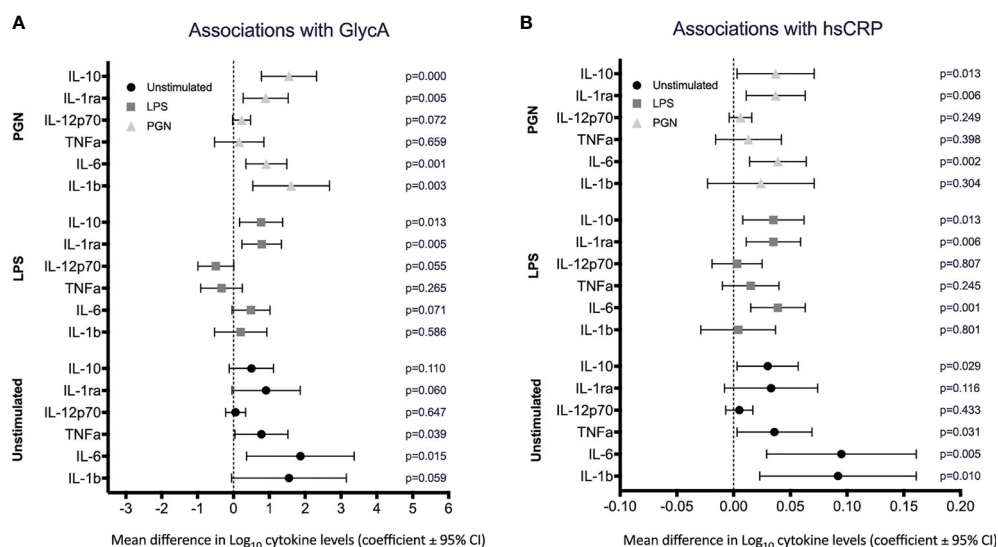 A
Associations with GlycA
Unstimulated
LPS
PGN
PGN
IL-10 p=0.000
IL-1ra p=0.005
IL-12p70 p=0.072
TNFa p=0.659
IL-6 p=0.001
IL-1b p=0.003
LPS
IL-10 p=0.013
IL-1ra p=0.005
IL-12p70 p=0.055
TNFa p=0.265
IL-6 p=0.071
IL-1b p=0.586
Unstimulated
IL-10 p=0.110
IL-1ra p=0.060
IL-12p70 p=0.647
TNFa p=0.039
IL-6 p=0.015
IL-1b p=0.059
-3 -2 -1 0 1 2 3 4 5 6
Mean difference in Log10 cytokine levels (coefficient ± 95% CI)
B
Associations with hsCRP
Unstimulated
LPS
PGN
PGN
IL-10 p=0.013
IL-1ra p=0.006
IL-12p70 p=0.249
TNFa p=0.398
IL-6 p=0.002
IL-1b p=0.304
LPS
IL-10 p=0.013
IL-1ra p=0.006
IL-12p70 p=0.807
TNFa p=0.245
IL-6 p=0.001
IL-1b p=0.801
Unstimulated
IL-10 p=0.029
IL-1ra p=0.116
IL-12p70 p=0.433
TNFa p=0.031
IL-6 p=0.005
IL-1b p=0.010
-0.10 -0.05 0.00 0.05 0.10 0.15 0.20
Mean difference in Log10 cytokine levels (coefficient ± 95% CI)